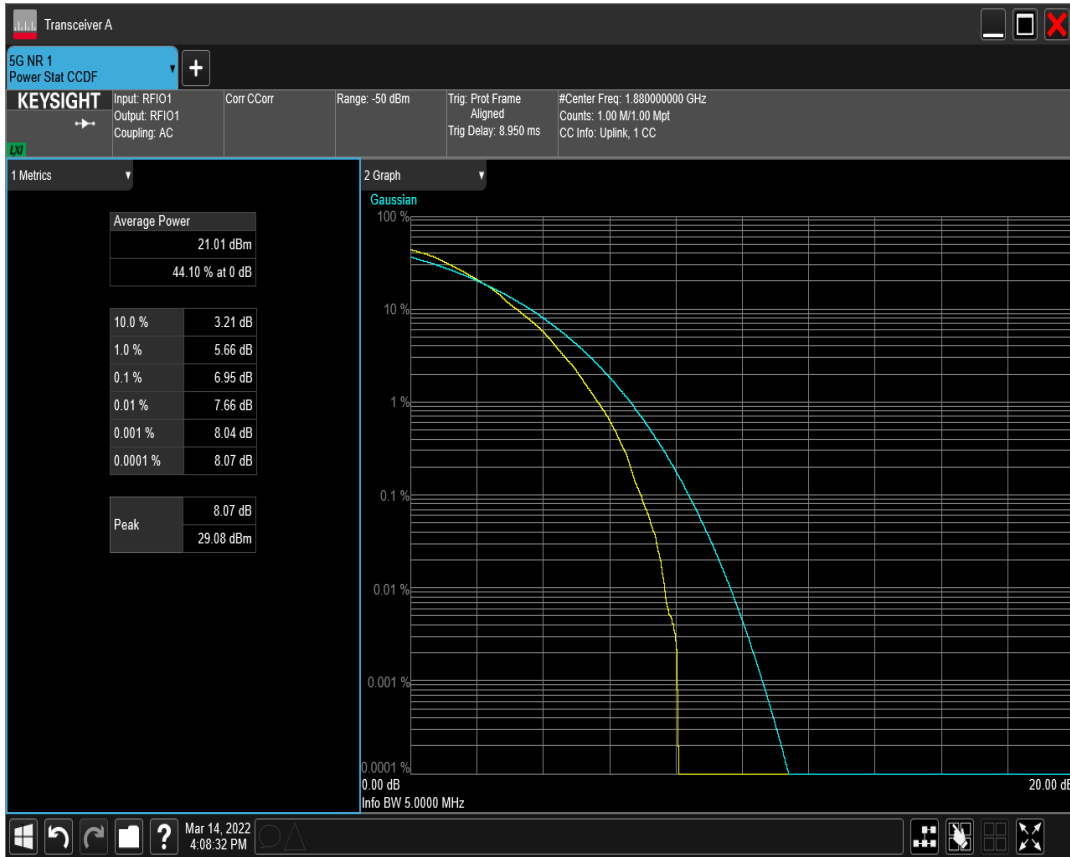 Transceiver A
5G NR 1
Power Stat CCDF
+
KEYSIGHT
LXI
Input: RFIO1
Output: RFIO1
Coupling: AC
Corr CCorr
Range: -50 dBm
Trig: Prot Frame
Aligned
Trig Delay: 8.950 ms
#Center Freq: 1.880000000 GHz
Counts: 1.00 M/1.00 Mpt
CC Info: Uplink, 1 CC
1 Metrics
Average Power
21.01 dBm
44.10 % at 0 dB
10.0 % 3.21 dB
1.0 % 5.66 dB
0.1 % 6.95 dB
0.01 % 7.66 dB
0.001 % 8.04 dB
0.0001 % 8.07 dB
Peak
8.07 dB
29.08 dBm
2 Graph
Gaussian
100 %
10 %
1 %
0.1 %
0.01 %
0.001 %
0.0001 %
0.00 dB 20.00 dB
Info BW 5.0000 MHz
?
Mar 14, 2022
4:08:32 PM